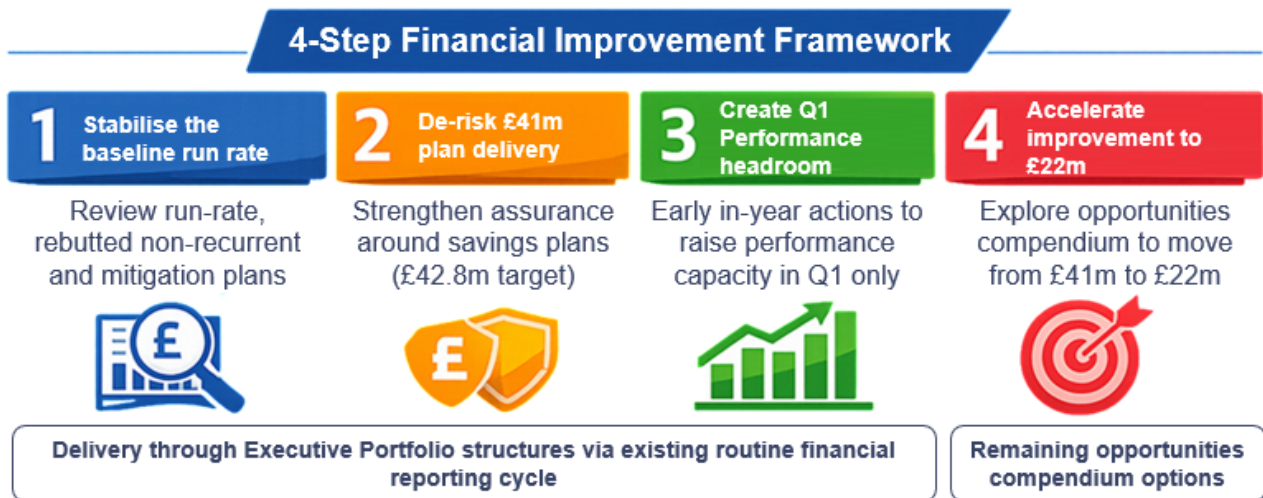 4-Step Financial Improvement Framework
1
Stabilise the
baseline run rate
2
De-risk £41m
plan delivery
3
Create Q1
Performance
headroom
4
Accelerate
improvement to
£22m
Review run-rate,
rebutted non-recurrent
and mitigation plans
Strengthen assurance
around savings plans
(£42.8m target)
Early in-year actions to
raise performance
capacity in Q1 only
Explore opportunities
compendium to move
from £41m to £22m
£
£
Delivery through Executive Portfolio structures via existing routine financial
reporting cycle
Remaining opportunities
compendium options